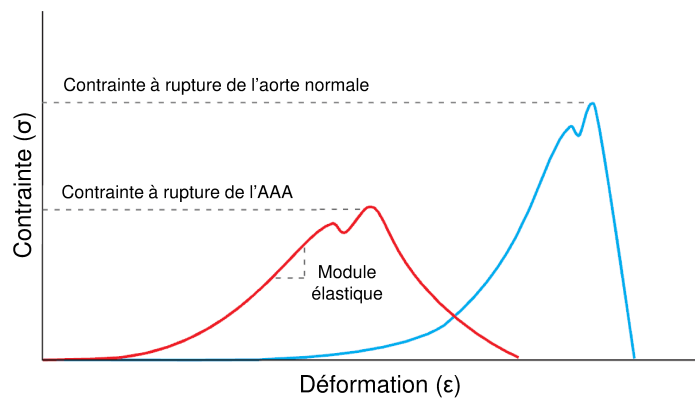 Contrainte à rupture de l'aorte normale
Contrainte à rupture de l'AAA
Contrainte (σ)
Module
élastique
Déformation (ε)